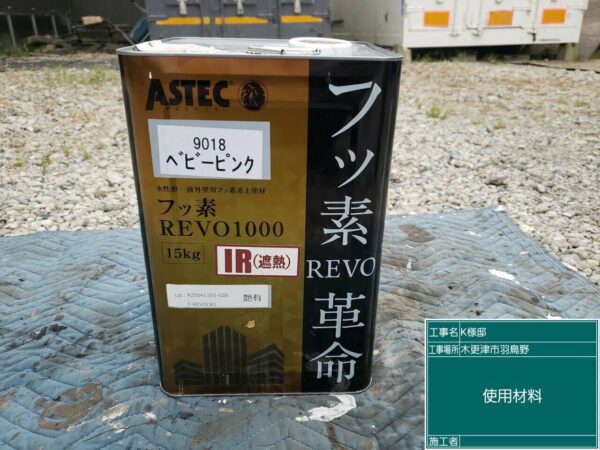 ASTEC
PAINTS
9018
ベビーピンク
水性形一液外壁用フッ素系上塗材
フッ素
REVO1000
15kg
IR(遮熱)
艶有
フッ素
REVO
革命
工事名 K様邸
工事場所 木更津市羽鳥野
使用材料
施工者